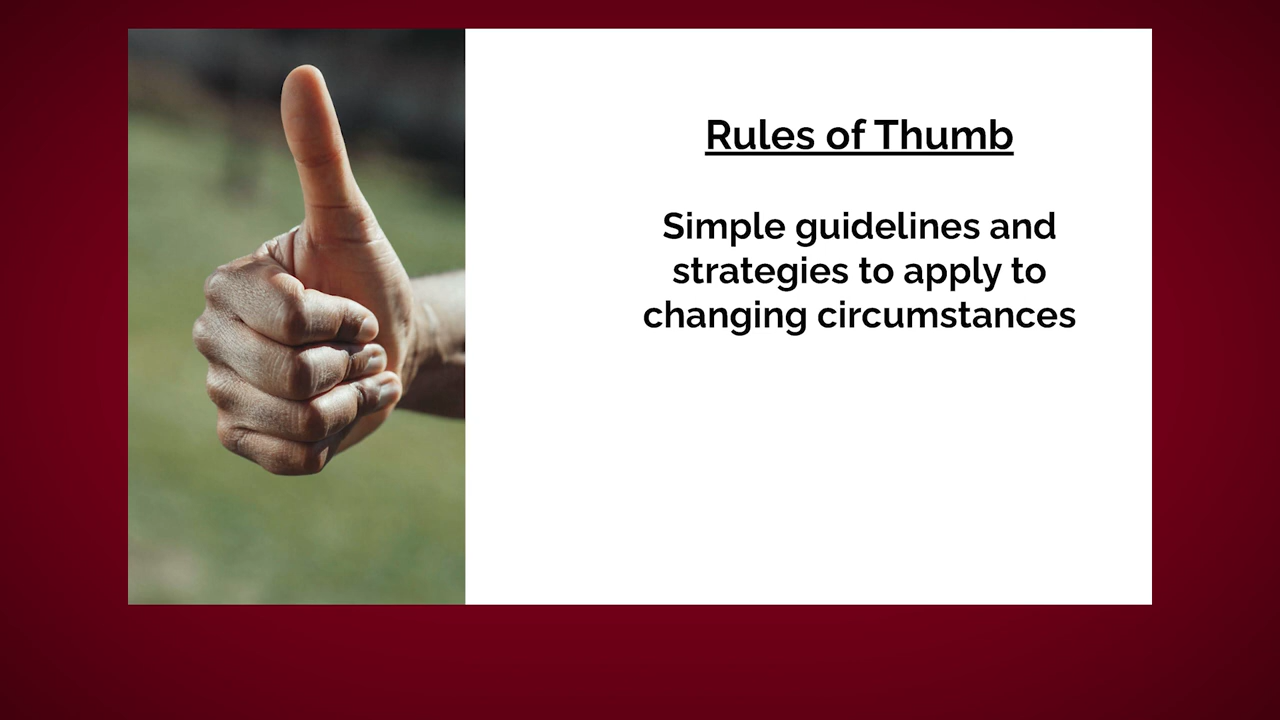 Rules of Thumb
Simple guidelines and
strategies to apply to
changing circumstances